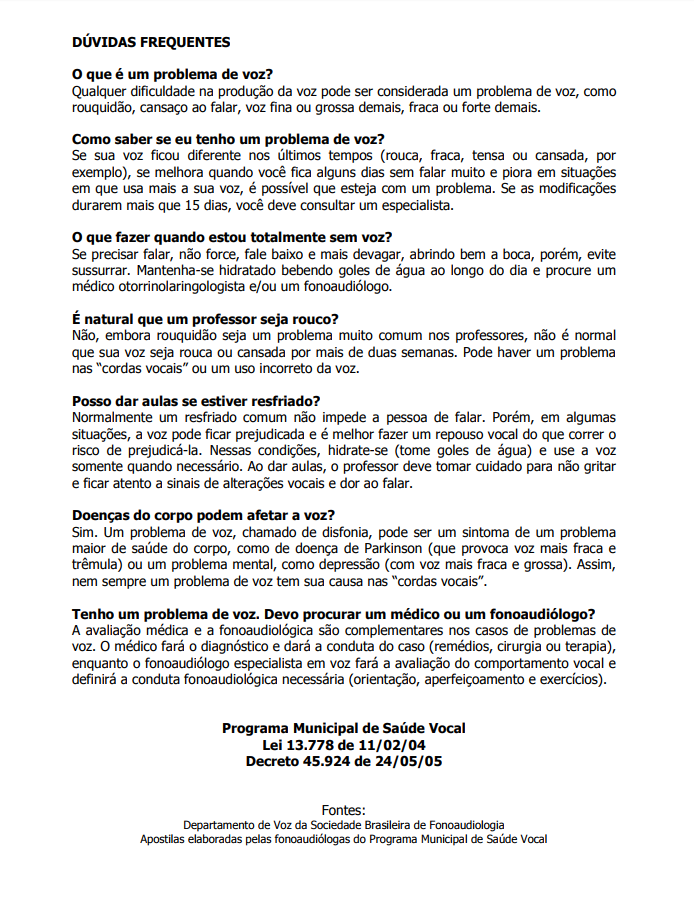 DÚVIDAS FREQUENTES
O que é um problema de voz?
Qualquer dificuldade na produção da voz pode ser considerada um problema de voz, como
rouquidão, cansaço ao falar, voz fina ou grossa demais, fraca ou forte demais.
Como saber se eu tenho um problema de voz?
Se sua voz ficou diferente nos últimos tempos (rouca, fraca, tensa ou cansada, por
exemplo), se melhora quando você fica alguns dias sem falar muito e piora em situações
em que usa mais a sua voz, é possível que esteja com um problema. Se as modificações
durarem mais que 15 dias, você deve consultar um especialista.
O que fazer quando estou totalmente sem voz?
Se precisar falar, não force, fale baixo e mais devagar, abrindo bem a boca, porém, evite
sussurrar. Mantenha-se hidratado bebendo goles de água ao longo do dia e procure um
médico otorrinolaringologista e/ou um fonoaudiólogo.
É natural que um professor seja rouco?
Não, embora rouquidão seja um problema muito comum nos professores, não é normal
que sua voz seja rouca ou cansada por mais de duas semanas. Pode haver um problema
nas “cordas vocais” ou um uso incorreto da voz.
Posso dar aulas se estiver resfriado?
Normalmente um resfriado comum não impede a pessoa de falar. Porém, em algumas
situações, a voz pode ficar prejudicada e é melhor fazer um repouso vocal do que correr o
risco de prejudicá-la. Nessas condições, hidrate-se (tome goles de água) e use a voz
somente quando necessário. Ao dar aulas, o professor deve tomar cuidado para não gritar
e ficar atento a sinais de alterações vocais e dor ao falar.
Doenças do corpo podem afetar a voz?
Sim. Um problema de voz, chamado de disfonia, pode ser um sintoma de um problema
maior de saúde do corpo, como de doença de Parkinson (que provoca voz mais fraca e
trêmula) ou um problema mental, como depressão (com voz mais fraca e grossa). Assim,
nem sempre um problema de voz tem sua causa nas “cordas vocais”.
Tenho um problema de voz. Devo procurar um médico ou um fonoaudiólogo?
A avaliação médica e a fonoaudiológica são complementares nos casos de problemas de
voz. O médico fará o diagnóstico e dará a conduta do caso (remédios, cirurgia ou terapia),
enquanto o fonoaudiólogo especialista em voz fará a avaliação do comportamento vocal e
definirá a conduta fonoaudiológica necessária (orientação, aperfeiçoamento e exercícios).
Programa Municipal de Saúde Vocal
Lei 13.778 de 11/02/04
Decreto 45.924 de 24/05/05
Fontes:
Departamento de Voz da Sociedade Brasileira de Fonoaudiologia
Apostilas elaboradas pelas fonoaudiólogas do Programa Municipal de Saúde Vocal